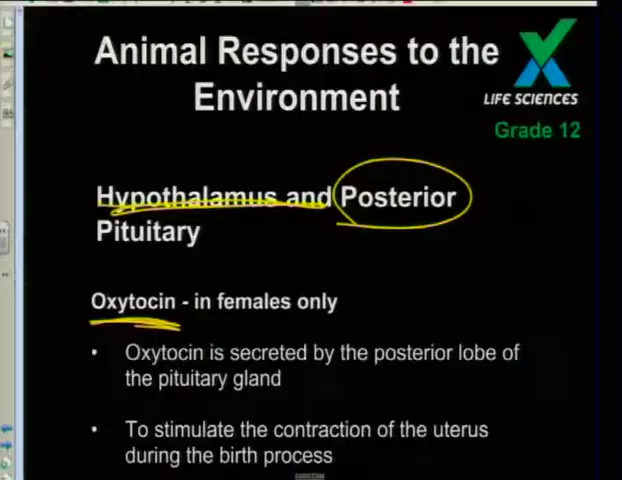 Animal Responses to the
Environment
LIFE SCIENCES
Grade 12
Hypothalamus and Posterior
Pituitary
Oxytocin - in females only
• Oxytocin is secreted by the posterior lobe of
the pituitary gland
• To stimulate the contraction of the uterus
during the birth process